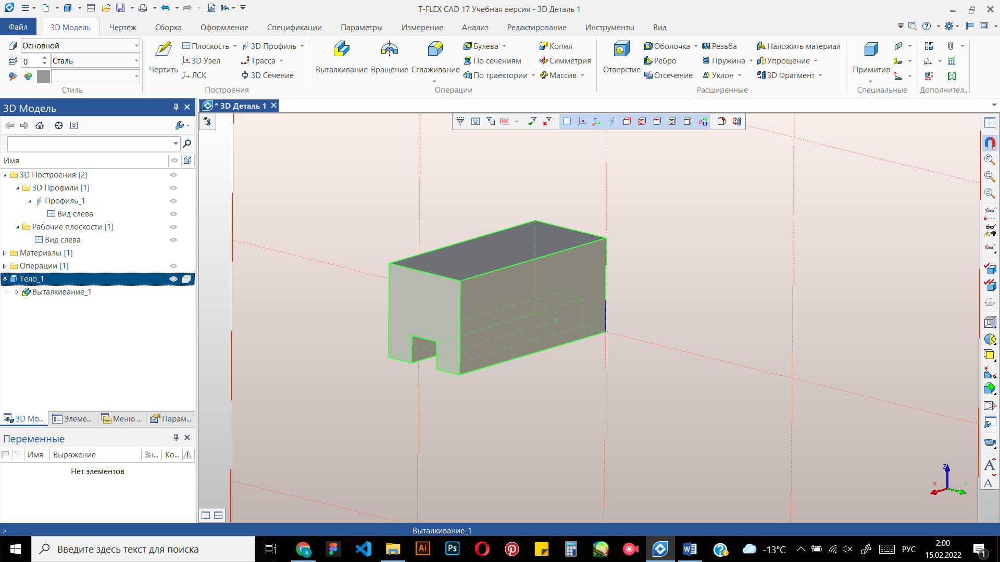 T-FLEX CAD 17 Учебная версия - 3D Деталь 1
Файл
3D Модель
Чертёж
Сборка
Оформление
Спецификации
Параметры
Измерение
Анализ
Редактирование
Инструменты
Вид
Основной
0
Сталь
Стиль
Чертить
Плоскость
3D Узел
ЛСК
3D Профиль
Трасса
3D Сечение
Построения
Выталкивание
Вращение
Сглаживание
Булева
По сечениям
По траектории
Копия
Симметрия
Массив
Операции
Отверстие
Оболочка
Ребро
Отсечение
Резьба
Пружина
Уклон
Наложить материал
Упрощение
3D Фрагмент
Расширенные
Примитив
Специальные
Дополнител...
3D Модель
* 3D Деталь 1
Имя
3D Построения [2]
3D Профили [1]
Профиль_1
Вид слева
Рабочие плоскости [1]
Вид слева
Материалы [1]
Операции [1]
Тело_1
Выталкивание_1
3D Мо...
Элеме...
Меню ...
Парам...
Переменные
? Имя Выражение Зн... Ко...
Нет элементов
Z
X
Y
> Выталкивание_1
Введите здесь текст для поиска
Ai
Ps
-13°C
РУС
2:00
15.02.2022
1